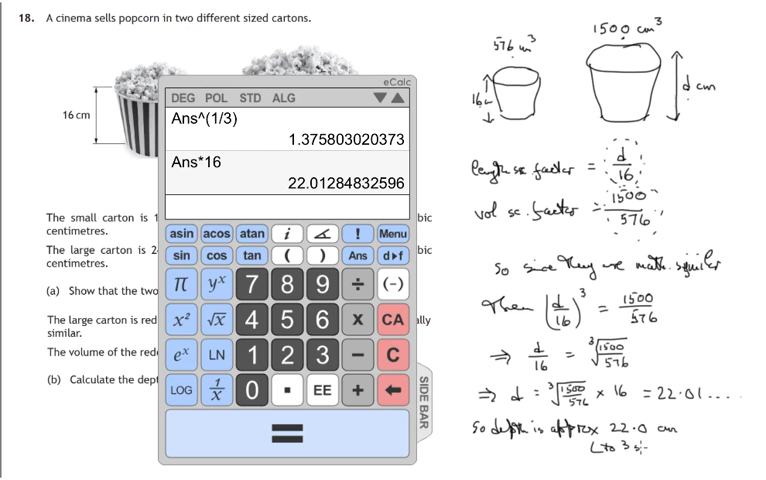 18. A cinema sells popcorn in two different sized cartons.
16 cm
The small carton is 1
bic
centimetres.
The large carton is 2
bic
centimetres.
(a) Show that the two
The large carton is red
ally
similar.
The volume of the red
(b) Calculate the dept
eCalc
DEG POL STD ALG
Ans^(1/3)
1.375803020373
Ans*16
22.01284832596
asin acos atan i ∠ ! Menu
sin cos tan ( ) Ans d▸f
π yˣ 7 8 9 ÷ (−)
x² √x 4 5 6 x CA
eˣ LN 1 2 3 − C
LOG 1/x 0 . EE +
=
SIDE BAR
576 cm³
1500 cm³
16
d cm
length sc factor = d/16
vol sc. factor = 1500/576
So since they are math. similar
then (d/16)³ = 1500/576
⇒ d/16 = ³√1500/576
⇒ d = ³√1500/576 × 16 = 22.01....
So depth is approx 22.0 cm
(to 3 s